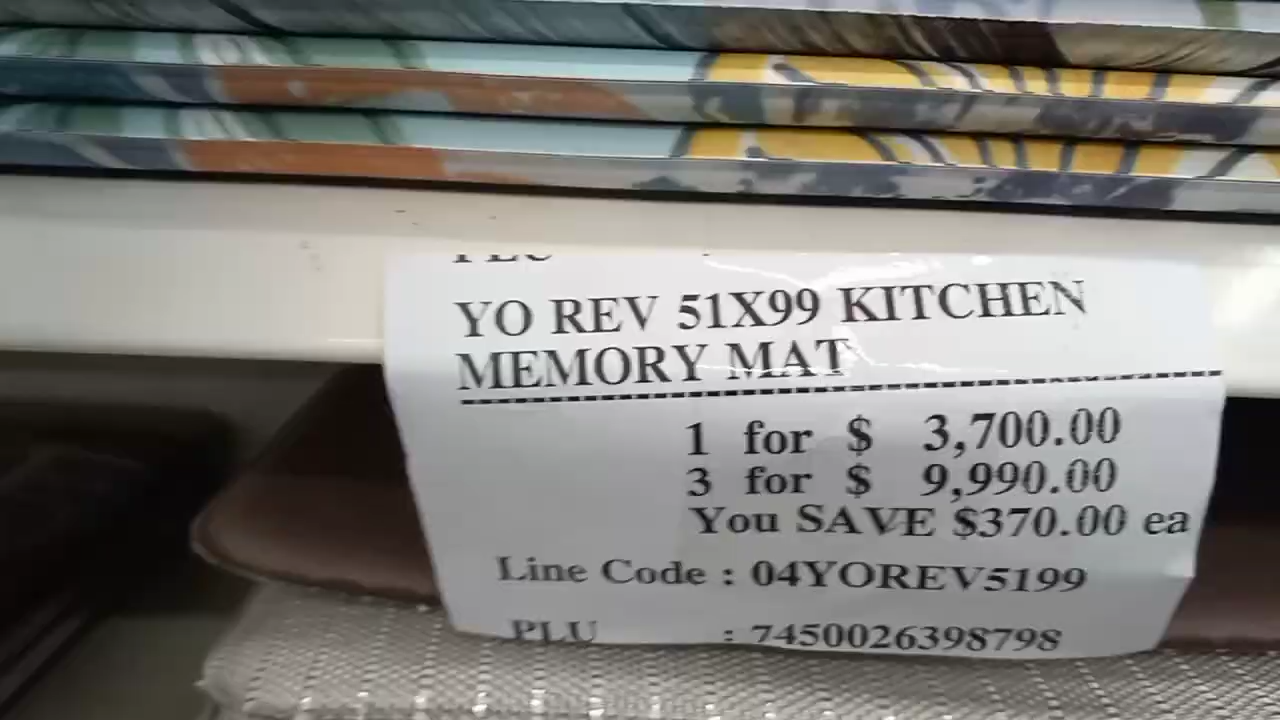 YO REV 51X99 KITCHEN
MEMORY MAT
1 for $ 3,700.00
3 for $ 9,990.00
You SAVE $370.00 ea
Line Code : 04YOREV5199
PLU : 7450026398798